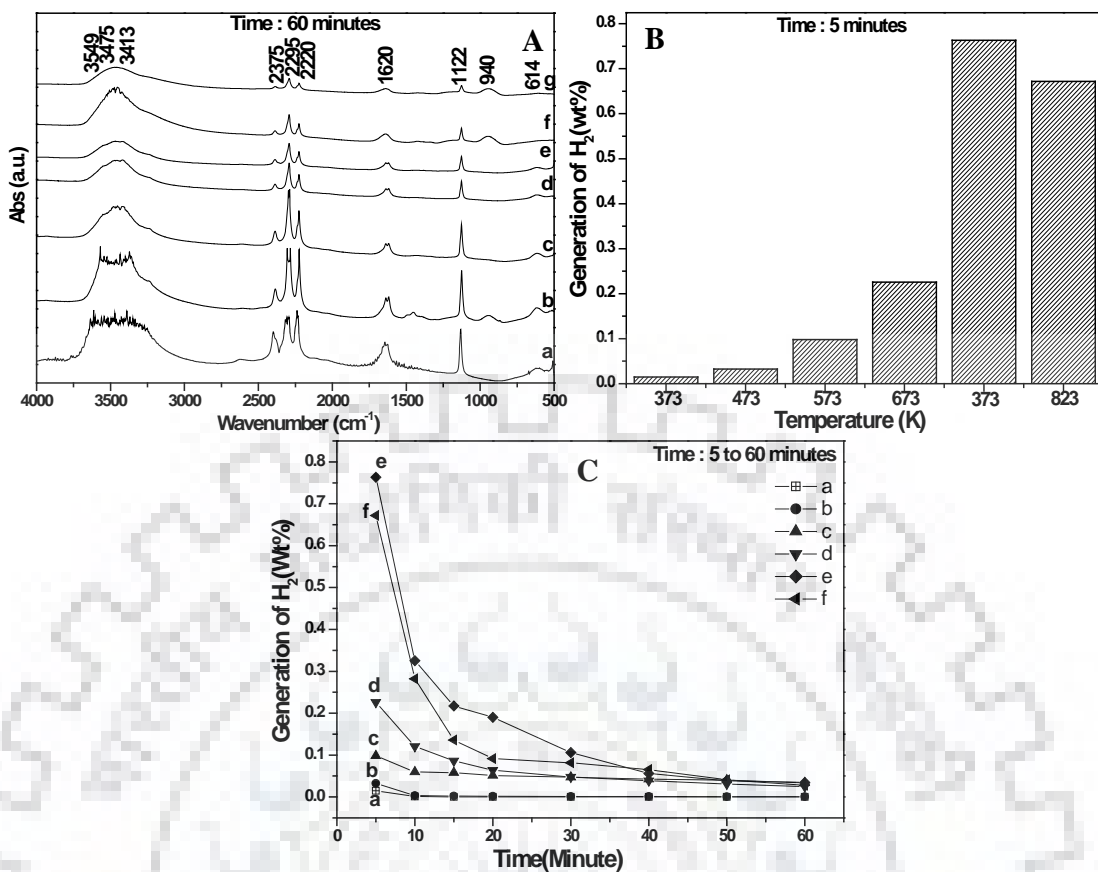 Time : 60 minutes
A
3549
3475
3413
2375
2295
2220
1620
1122
940
614
g
f
e
d
c
b
a
Abs (a.u.)
4000 3500 3000 2500 2000 1500 1000 500
Wavenumber (cm-1)
B
Time : 5 minutes
0.8
0.7
0.6
0.5
0.4
0.3
0.2
0.1
0.0
Generation of H2(wt%)
373 473 573 673 373 823
Temperature (K)
C
Time : 5 to 60 minutes
a
b
c
d
e
f
0.8
0.7
0.6
0.5
0.4
0.3
0.2
0.1
0.0
Generation of H2(Wt%)
e
f
d
c
b
a
0 10 20 30 40 50 60
Time(Minute)